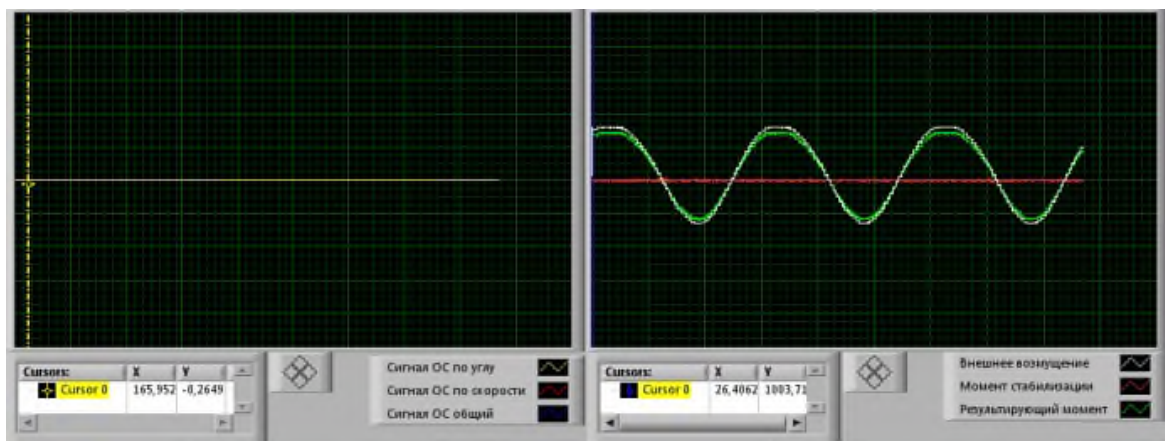 Cursors: X Y
Cursor 0 165,952 -0,2649
Сигнал ОС по углу
Сигнал ОС по скорости
Сигнал ОС общий
Cursors: X Y
Cursor 0 26,4062 1003,71
Внешнее возмущение
Момент стабилизации
Результирующий момент